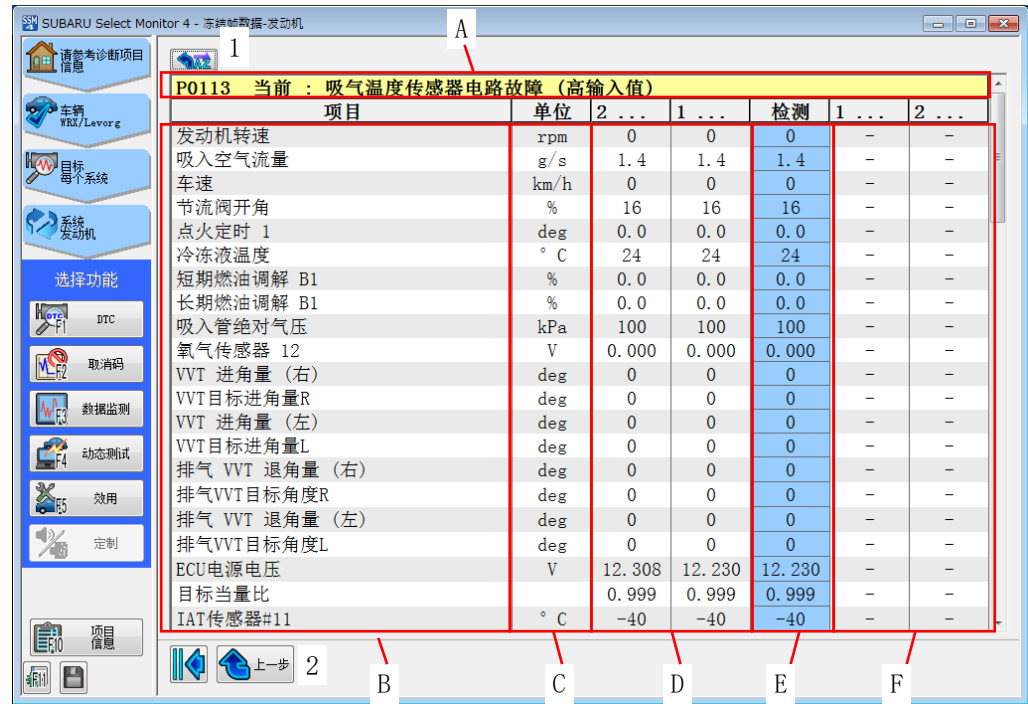 SUBARU Select Monitor 4 - 冻结帧数据-发动机
A
请参考诊断项目
信息
1
AZ
P0113 当前 : 吸气温度传感器电路故障 (高输入值)
项目 单位 2 ... 1 ... 检测 1 ... 2 ...
车辆
WRX/Levorg
目标
每个系统
系统
发动机
选择功能
DTC F1 DTC
F2 取消码
F3 数据监测
F4 动态测试
F5 效用
定制
F10 项目
信息
F11
发动机转速 rpm 0 0 0 - -
吸入空气流量 g/s 1.4 1.4 1.4 - -
车速 km/h 0 0 0 - -
节流阀开角 % 16 16 16 - -
点火定时 1 deg 0.0 0.0 0.0 - -
冷冻液温度 ° C 24 24 24 - -
短期燃油调解 B1 % 0.0 0.0 0.0 - -
长期燃油调解 B1 % 0.0 0.0 0.0 - -
吸入管绝对气压 kPa 100 100 100 - -
氧气传感器 12 V 0.000 0.000 0.000 - -
VVT 进角量 (右) deg 0 0 0 - -
VVT目标进角量R deg 0 0 0 - -
VVT 进角量 (左) deg 0 0 0 - -
VVT目标进角量L deg 0 0 0 - -
排气 VVT 退角量 (右) deg 0 0 0 - -
排气VVT目标角度R deg 0 0 0 - -
排气 VVT 退角量 (左) deg 0 0 0 - -
排气VVT目标角度L deg 0 0 0 - -
ECU电源电压 V 12.308 12.230 12.230 - -
目标当量比 0.999 0.999 0.999 - -
IAT传感器#11 ° C -40 -40 -40 - -
上一步 2
B C D E F